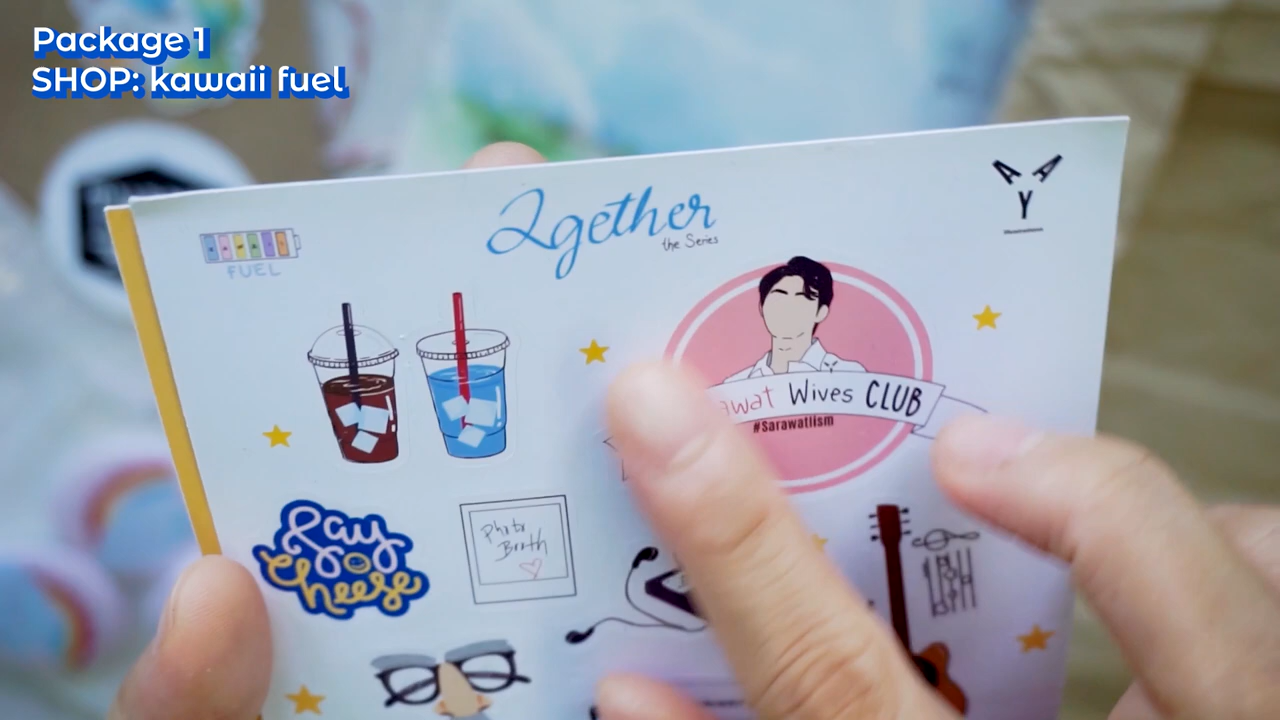 Package 1
SHOP: kawaii fuel
2gether
the Series
A A
Y
FUEL
Wives CLUB
#Sarawatlism
Say
Cheese
Photo
Booth